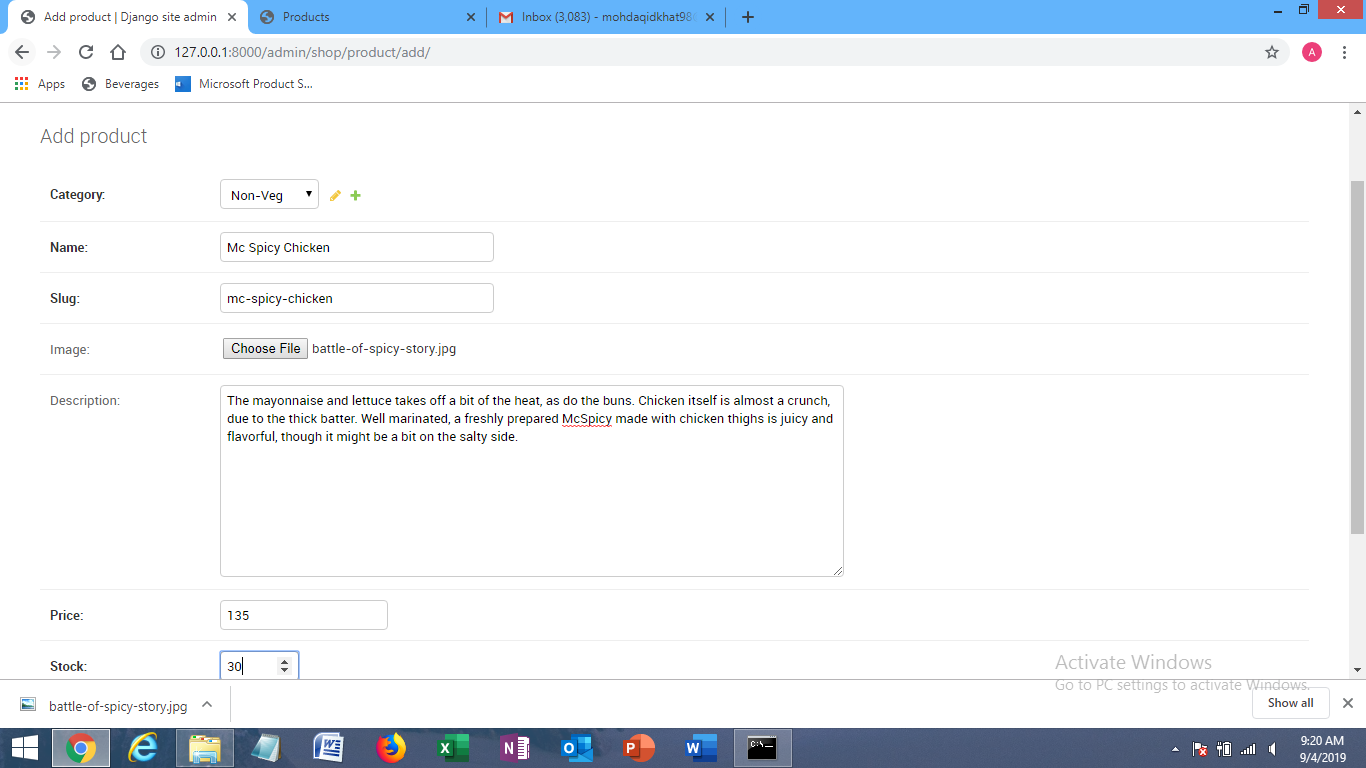 Add product | Django site admin
Products
Inbox (3,083) - mohdaqidkhat98
127.0.0.1:8000/admin/shop/product/add/
A
Apps
Beverages
Microsoft Product S...
Add product
Category:
Non-Veg
Name:
Mc Spicy Chicken
Slug:
mc-spicy-chicken
Image:
Choose File battle-of-spicy-story.jpg
Description:
The mayonnaise and lettuce takes off a bit of the heat, as do the buns. Chicken itself is almost a crunch,
due to the thick batter. Well marinated, a freshly prepared McSpicy made with chicken thighs is juicy and
flavorful, though it might be a bit on the salty side.
Price:
135
Stock:
30
Activate Windows
Go to PC settings to activate Windows.
battle-of-spicy-story.jpg
Show all
9:20 AM
9/4/2019